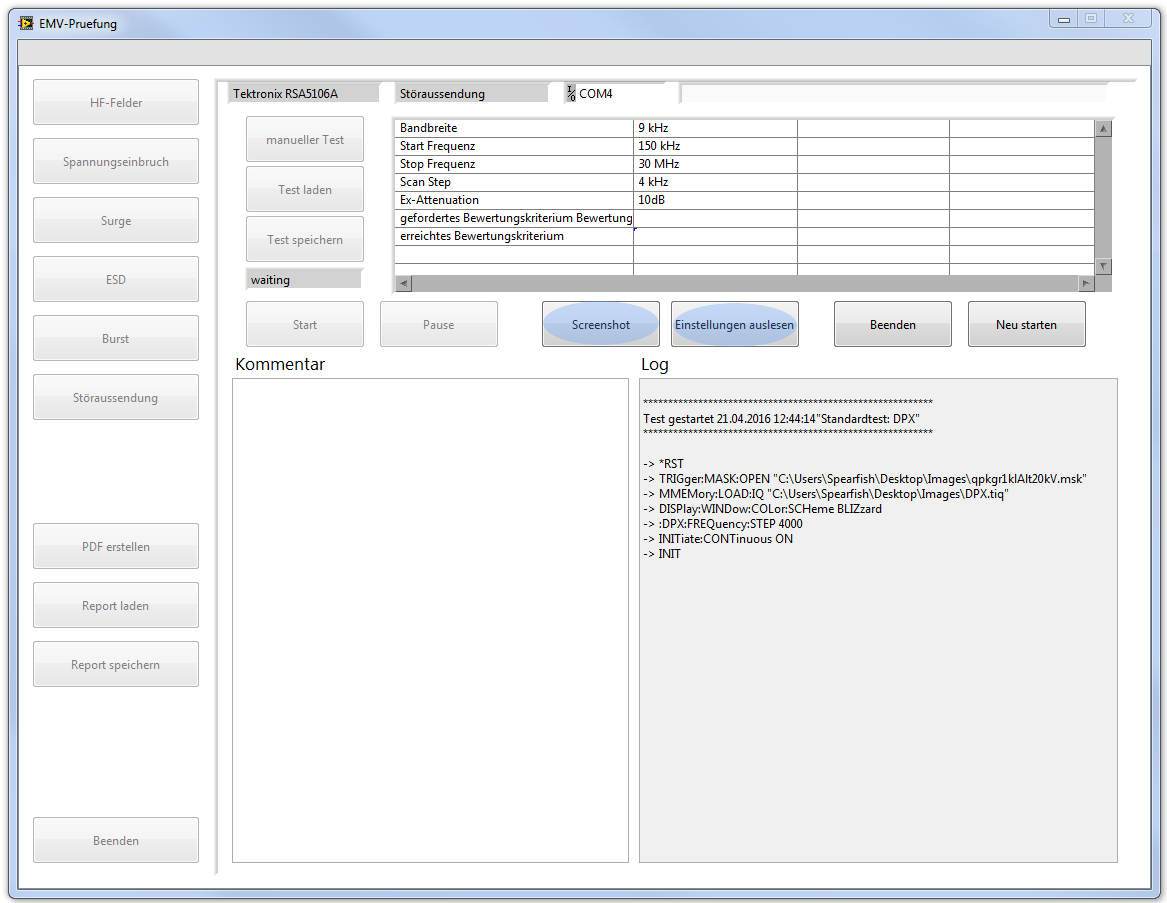 EMV-Pruefung
HF-Felder
Spannungseinbruch
Surge
ESD
Burst
Störaussendung
PDF erstellen
Report laden
Report speichern
Beenden
Tektronix RSA5106A
Störaussendung
I/O COM4
manueller Test
Test laden
Test speichern
waiting
Bandbreite 9 kHz
Start Frequenz 150 kHz
Stop Frequenz 30 MHz
Scan Step 4 kHz
Ex-Attenuation 10dB
gefordertes Bewertungskriterium Bewertung
erreichtes Bewertungskriterium
Start
Pause
Screenshot
Einstellungen auslesen
Beenden
Neu starten
Kommentar
Log
**********************************************************
Test gestartet 21.04.2016 12:44:14"Standardtest: DPX"
**********************************************************
-> *RST
-> TRIGger:MASK:OPEN "C:\Users\Spearfish\Desktop\Images\qpkgr1klAlt20kV.msk"
-> MMEMory:LOAD:IQ "C:\Users\Spearfish\Desktop\Images\DPX.tiq"
-> DISPlay:WINDow:COLor:SCHeme BLIZzard
-> :DPX:FREQuency:STEP 4000
-> INITiate:CONTinuous ON
-> INIT